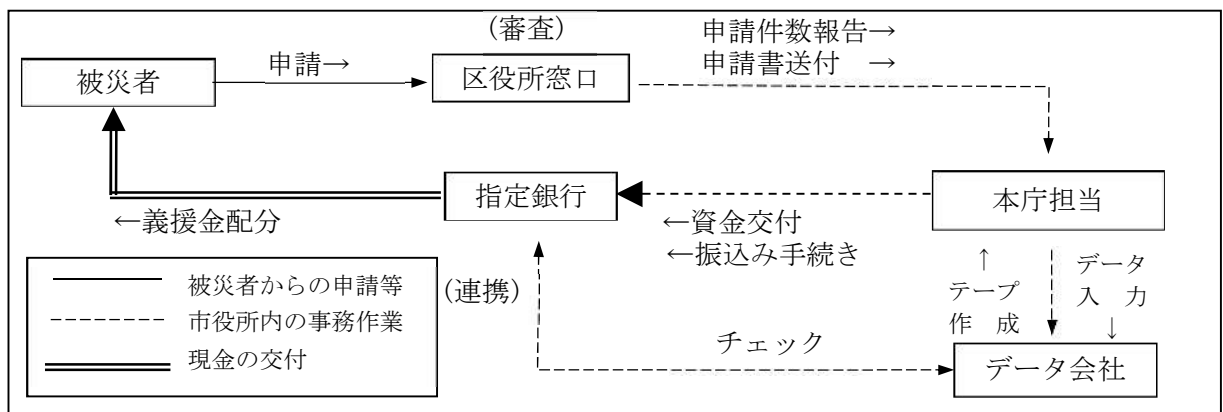 (審査)
申請件数報告→
申請→
申請書送付　→
被災者
区役所窓口
指定銀行
本庁担当
←義援金配分
←資金交付
←振込み手続き
被災者からの申請等
市役所内の事務作業
現金の交付
(連携)
↑
テープ
作　成
データ
入　力
↓
チェック
データ会社